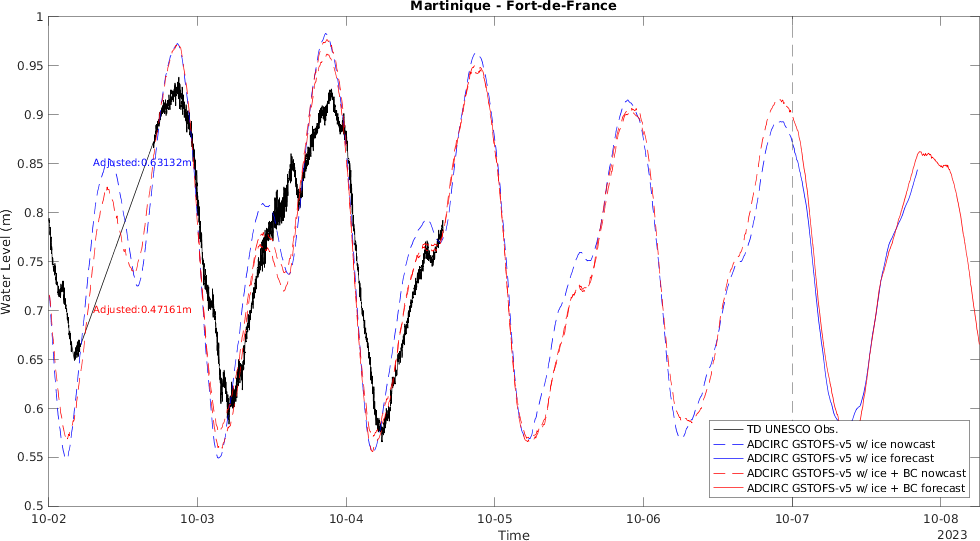 Martinique - Fort-de-France
1
0.95
0.9
0.85
0.8
0.75
0.7
0.65
0.6
0.55
0.5
Water Level (m)
Adjusted:0.63132m
Adjusted:0.47161m
TD UNESCO Obs.
ADCIRC GSTOFS-v5 w/ ice nowcast
ADCIRC GSTOFS-v5 w/ ice forecast
ADCIRC GSTOFS-v5 w/ ice + BC nowcast
ADCIRC GSTOFS-v5 w/ ice + BC forecast
10-02 10-03 10-04 10-05 10-06 10-07 10-08
Time
2023